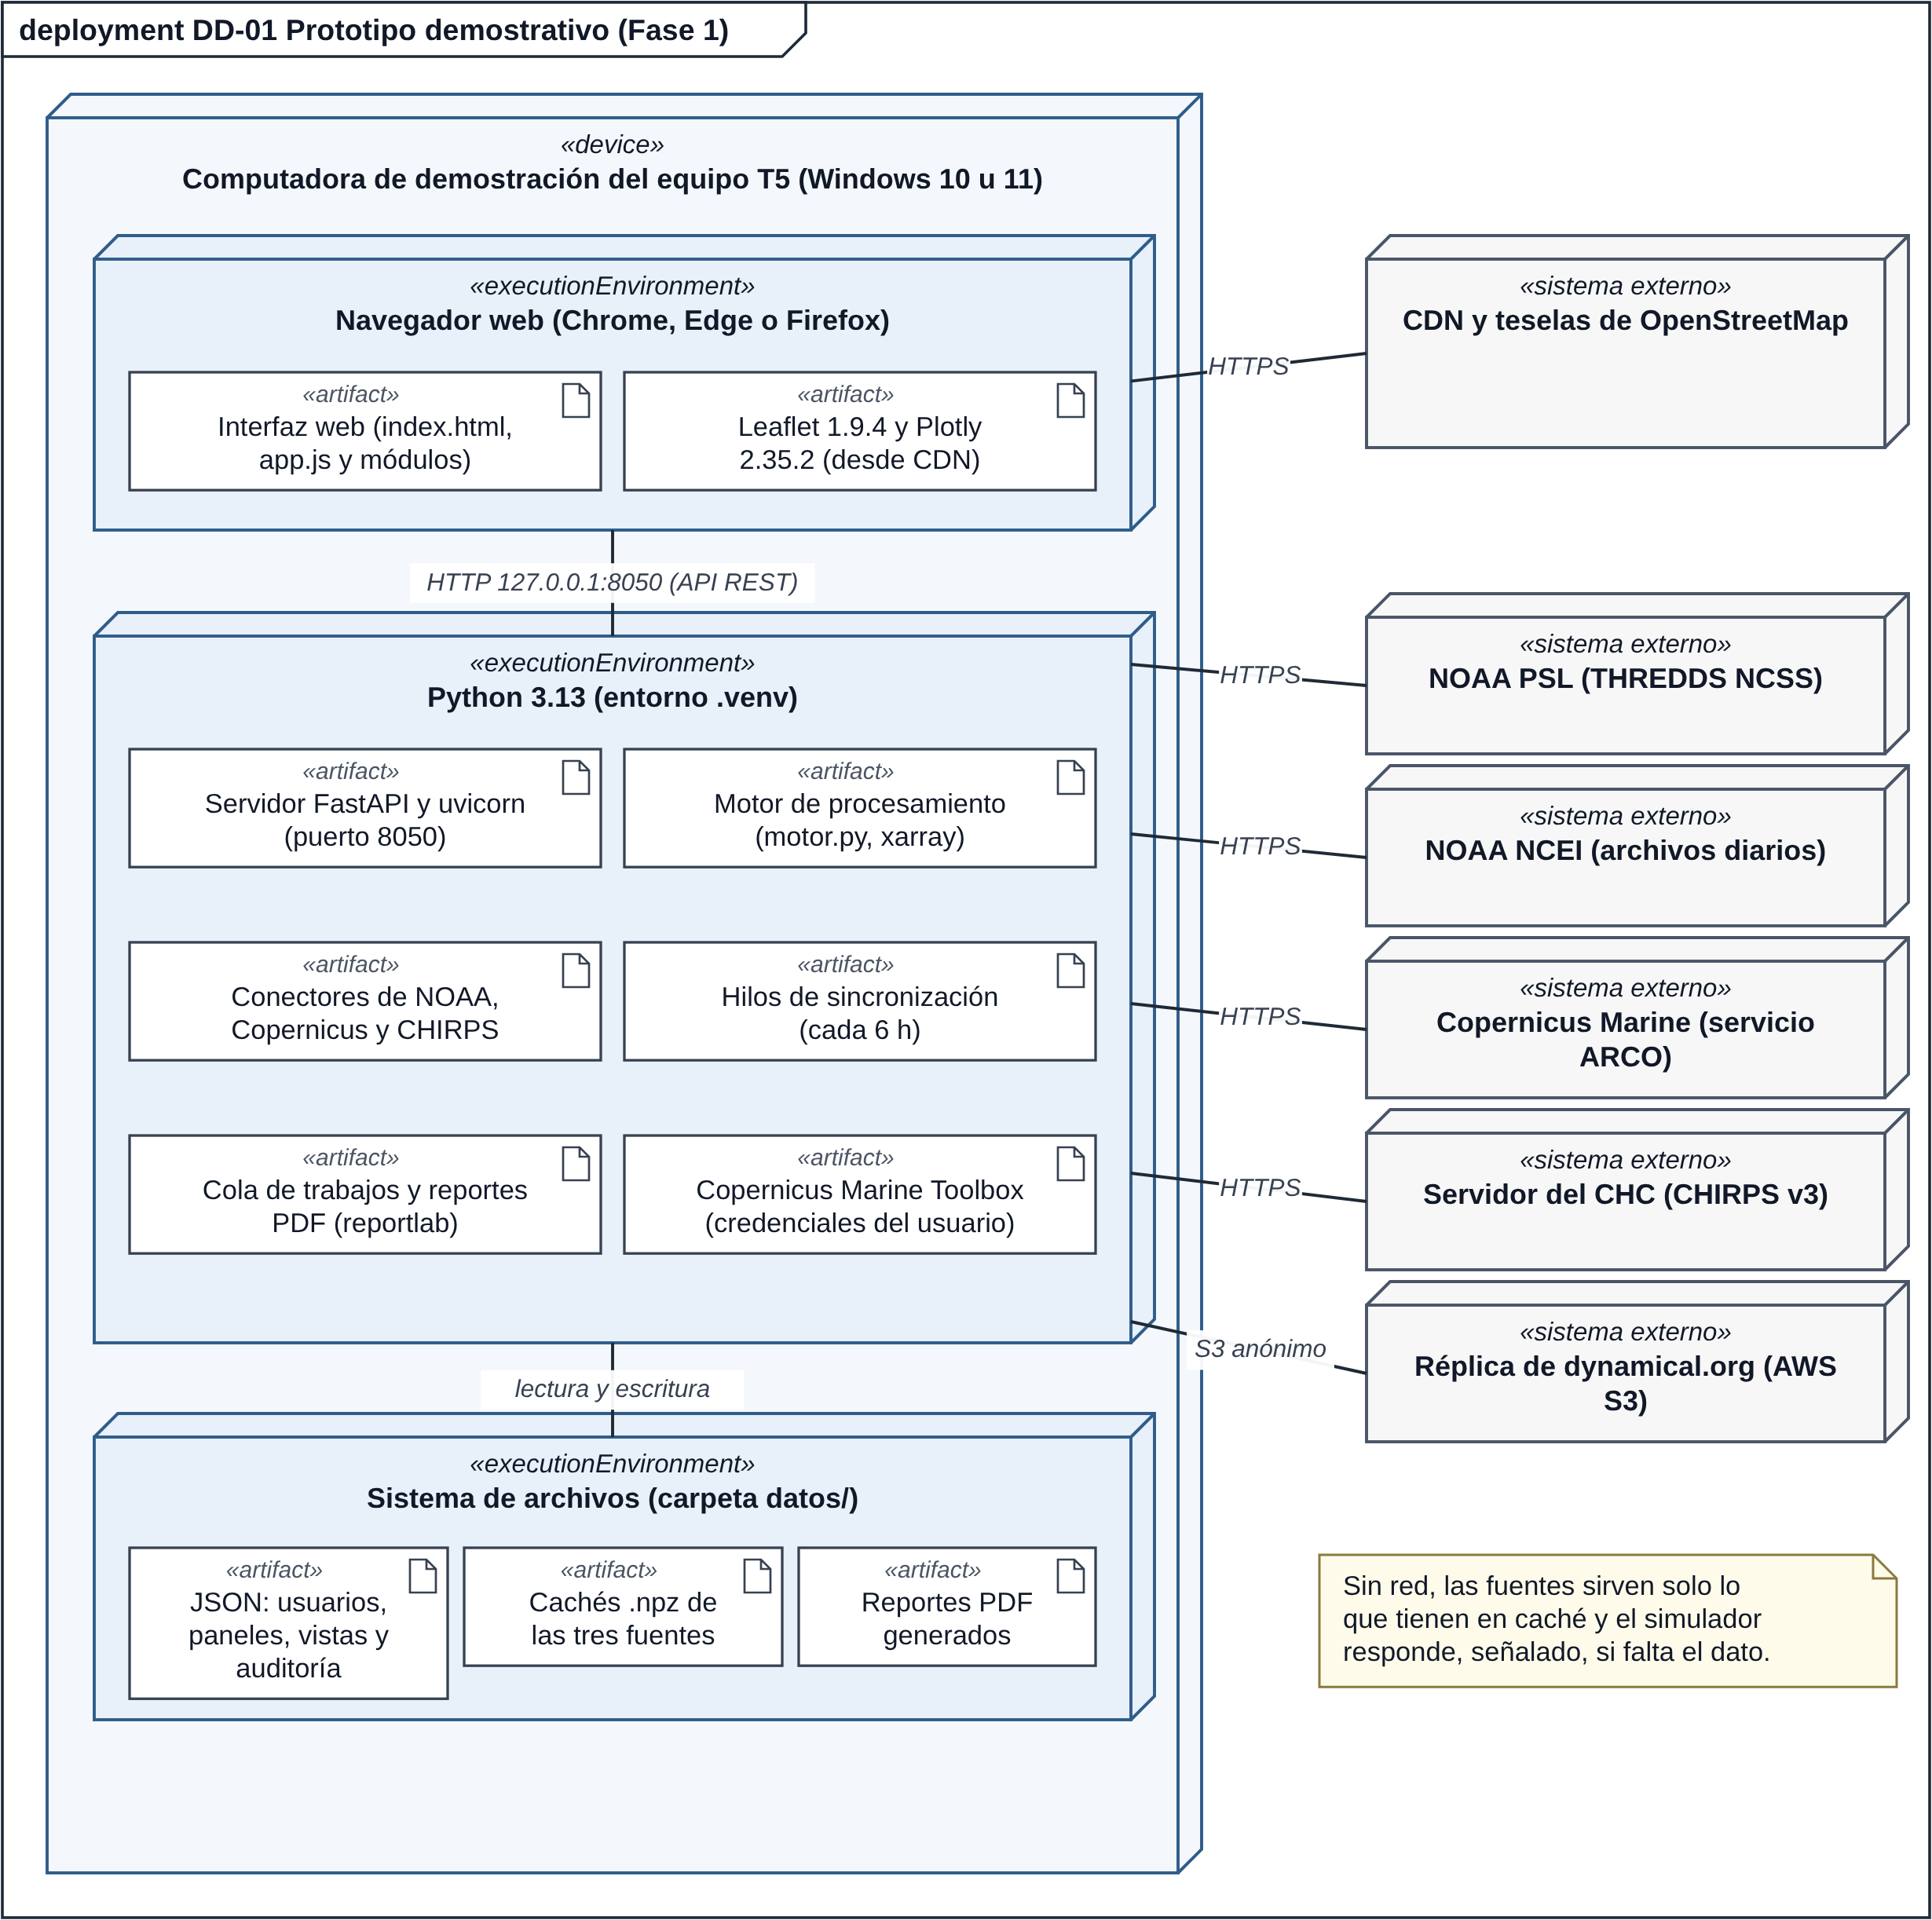 deployment DD-01 Prototipo demostrativo (Fase 1)
«device»
Computadora de demostración del equipo T5 (Windows 10 u 11)
«executionEnvironment»
Navegador web (Chrome, Edge o Firefox)
«artifact»
Interfaz web (index.html,
app.js y módulos)
«artifact»
Leaflet 1.9.4 y Plotly
2.35.2 (desde CDN)
HTTPS
«sistema externo»
CDN y teselas de OpenStreetMap
HTTP 127.0.0.1:8050 (API REST)
«executionEnvironment»
Python 3.13 (entorno .venv)
«artifact»
Servidor FastAPI y uvicorn
(puerto 8050)
«artifact»
Motor de procesamiento
(motor.py, xarray)
«artifact»
Conectores de NOAA,
Copernicus y CHIRPS
«artifact»
Hilos de sincronización
(cada 6 h)
«artifact»
Cola de trabajos y reportes
PDF (reportlab)
«artifact»
Copernicus Marine Toolbox
(credenciales del usuario)
HTTPS
«sistema externo»
NOAA PSL (THREDDS NCSS)
HTTPS
«sistema externo»
NOAA NCEI (archivos diarios)
HTTPS
«sistema externo»
Copernicus Marine (servicio
ARCO)
HTTPS
«sistema externo»
Servidor del CHC (CHIRPS v3)
S3 anónimo
«sistema externo»
Réplica de dynamical.org (AWS
S3)
lectura y escritura
«executionEnvironment»
Sistema de archivos (carpeta datos/)
«artifact»
JSON: usuarios,
paneles, vistas y
auditoría
«artifact»
Cachés .npz de
las tres fuentes
«artifact»
Reportes PDF
generados
Sin red, las fuentes sirven solo lo
que tienen en caché y el simulador
responde, señalado, si falta el dato.